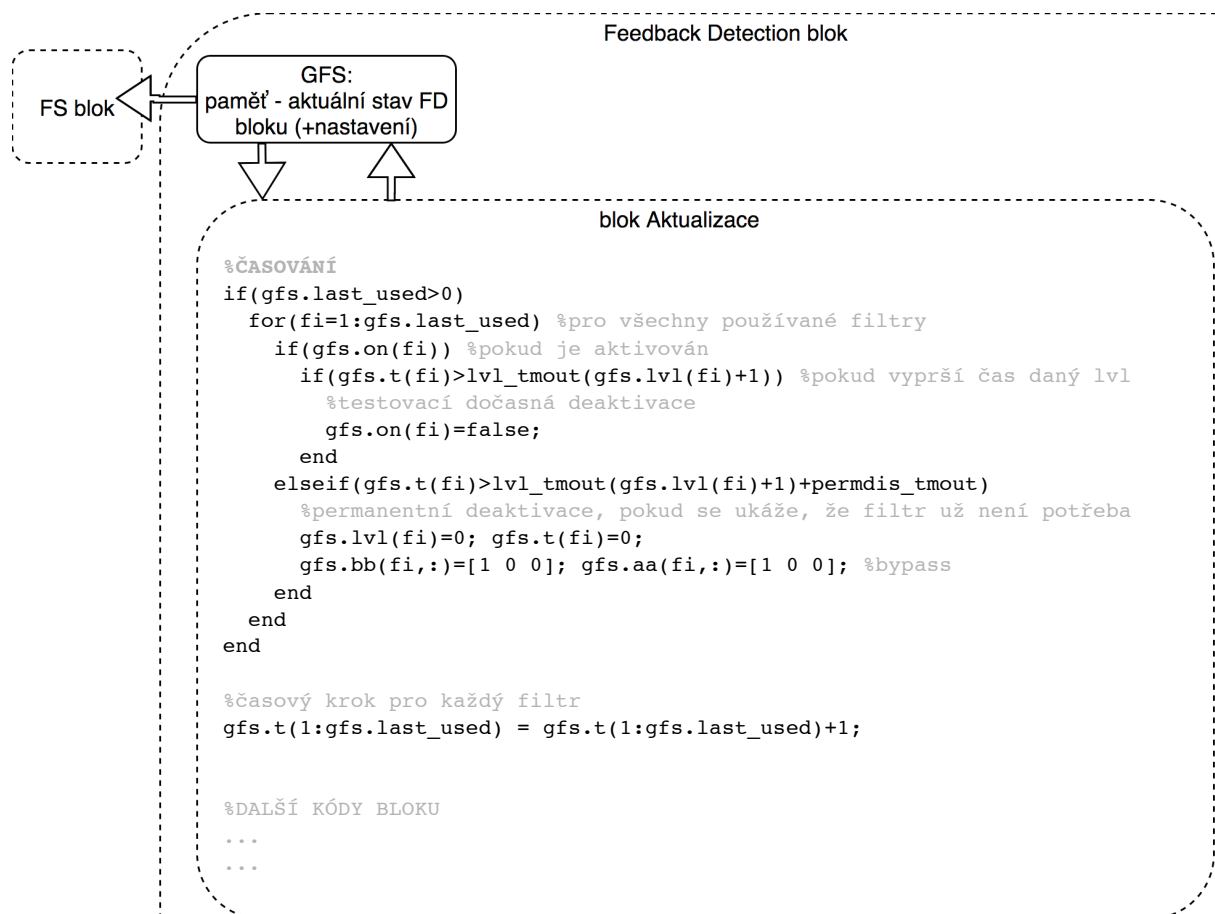 Feedback Detection blok
FS blok
GFS:
paměť - aktuální stav FD
bloku (+nastavení)
blok Aktualizace
%ČASOVÁNÍ
if(gfs.last_used>0)
for(fi=1:gfs.last_used) %pro všechny používané filtry
if(gfs.on(fi)) %pokud je aktivován
if(gfs.t(fi)>lvl_tmout(gfs.lvl(fi)+1)) %pokud vyprší čas daný lvl
%testovací dočasná deaktivace
gfs.on(fi)=false;
end
elseif(gfs.t(fi)>lvl_tmout(gfs.lvl(fi)+1)+permdis_tmout)
%permanentní deaktivace, pokud se ukáže, že filtr už není potřeba
gfs.lvl(fi)=0; gfs.t(fi)=0;
gfs.bb(fi,:)=[1 0 0]; gfs.aa(fi,:)=[1 0 0]; %bypass
end
end
end
%časový krok pro každý filtr
gfs.t(1:gfs.last_used) = gfs.t(1:gfs.last_used)+1;
%DALŠÍ KÓDY BLOKU
...
...